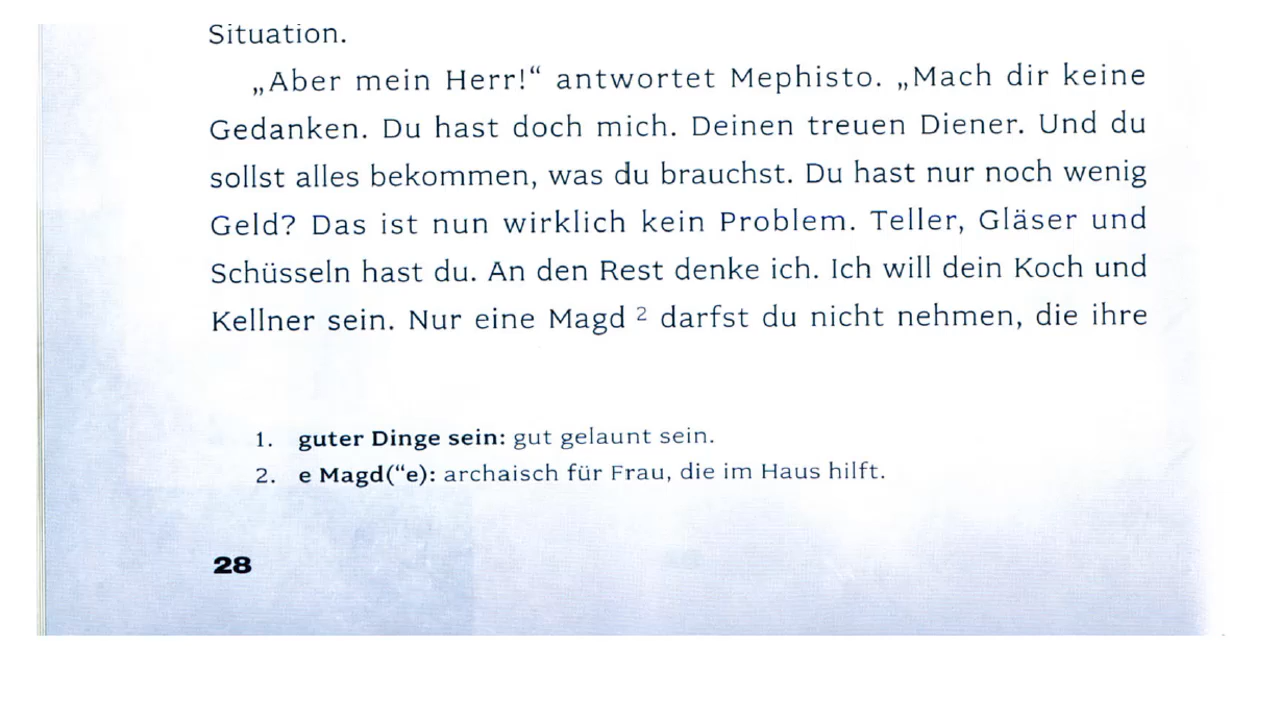 Situation.
„Aber mein Herr!“ antwortet Mephisto. „Mach dir keine
Gedanken. Du hast doch mich. Deinen treuen Diener. Und du
sollst alles bekommen, was du brauchst. Du hast nur noch wenig
Geld? Das ist nun wirklich kein Problem. Teller, Gläser und
Schüsseln hast du. An den Rest denke ich. Ich will dein Koch und
Kellner sein. Nur eine Magd ² darfst du nicht nehmen, die ihre
1. guter Dinge sein: gut gelaunt sein.
2. e Magd(“e): archaisch für Frau, die im Haus hilft.
28